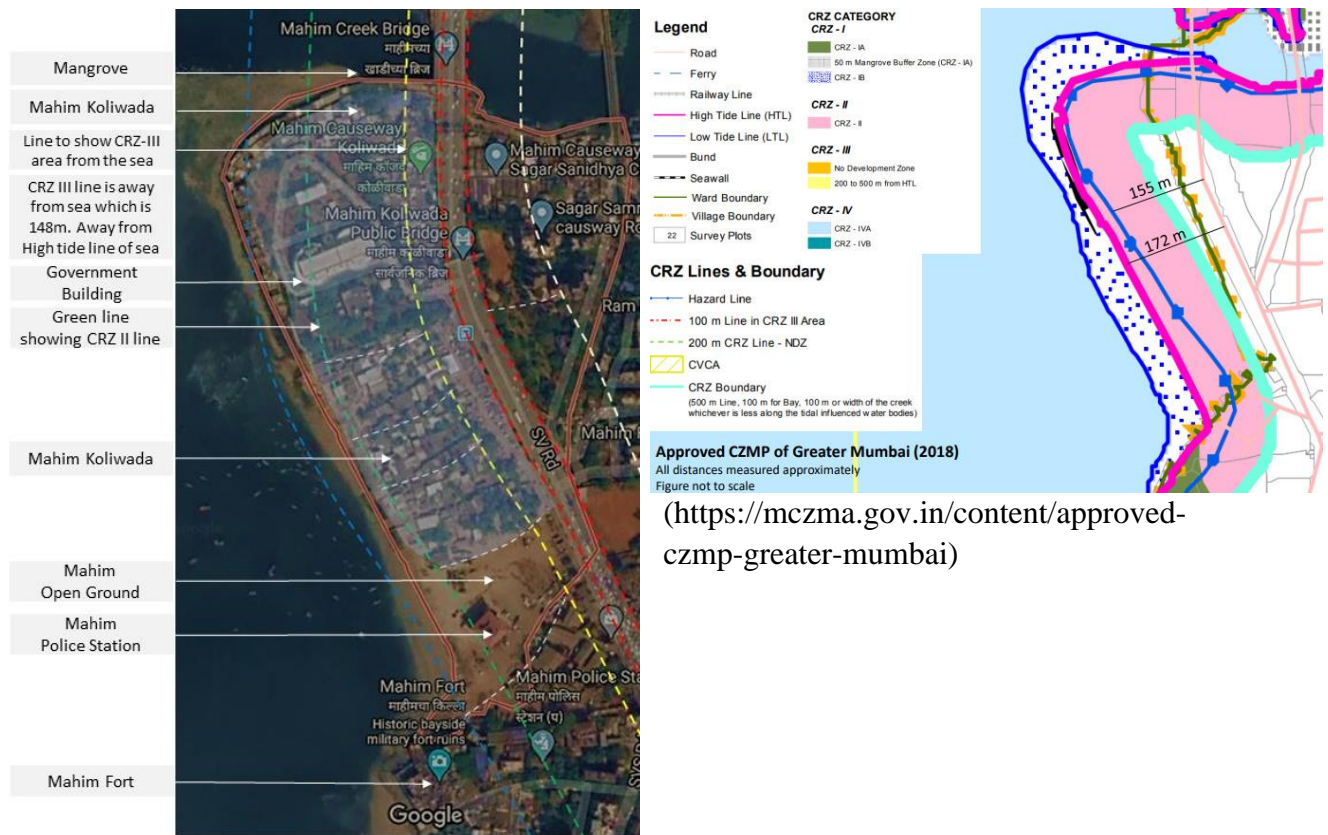 Mangrove
Mahim Koliwada
Line to show CRZ-III
area from the sea
CRZ III line is away
from sea which is
148m. Away from
High tide line of sea
Government
Building
Green line
showing CRZ II line
Mahim Koliwada
Mahim
Open Ground
Mahim
Police Station
Mahim Fort
Mahim Creek Bridge
माहीमच्या
खाडीच्या ब्रिज
Mahim Causeway
Koliwada
माहिम कॉजवे
कोळीवाडा
Mahim Causeway
Sagar Sanidhya C
Mahim Koliwada
Public Bridge
माहीम कोळीवाडा
सार्वजनिक ब्रिज
Sagar Samr
causway Ro
Ram
SV Rd
Mahim
Mahim Fort
माहीमचा किल्ला
Historic bayside
military fort ruins
Mahim Police Sta
माहीम पोलिस
स्टेशन (प)
Google
Legend
Road
Ferry
Railway Line
High Tide Line (HTL)
Low Tide Line (LTL)
Bund
Seawall
Ward Boundary
Village Boundary
22 Survey Plots
CRZ CATEGORY
CRZ - I
CRZ - IA
50 m Mangrove Buffer Zone (CRZ - IA)
CRZ - IB
CRZ - II
CRZ - II
CRZ - III
No Development Zone
200 to 500 m from HTL
CRZ - IV
CRZ - IVA
CRZ - IVB
CRZ Lines & Boundary
Hazard Line
100 m Line in CRZ III Area
200 m CRZ Line - NDZ
CVCA
CRZ Boundary
(500 m Line, 100 m for Bay, 100 m or width of the creek
whichever is less along the tidal influenced water bodies)
Approved CZMP of Greater Mumbai (2018)
All distances measured approximately
Figure not to scale
155 m
172 m
(https://mczma.gov.in/content/approved-
czmp-greater-mumbai)